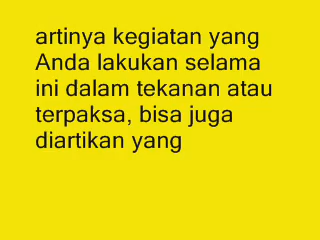 artinya kegiatan yang
Anda lakukan selama
ini dalam tekanan atau
terpaksa, bisa juga
diartikan yang